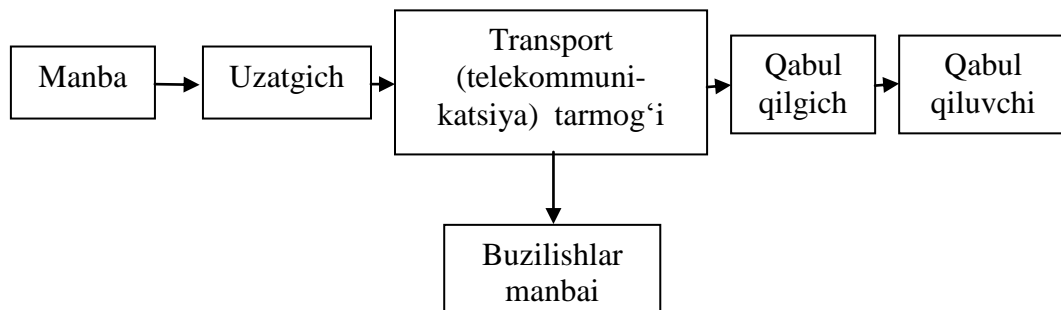 Manba
Uzatgich
Transport
(telekommuni-
katsiya) tarmog‘i
Qabul
qilgich
Qabul
qiluvchi
Buzilishlar
manbai